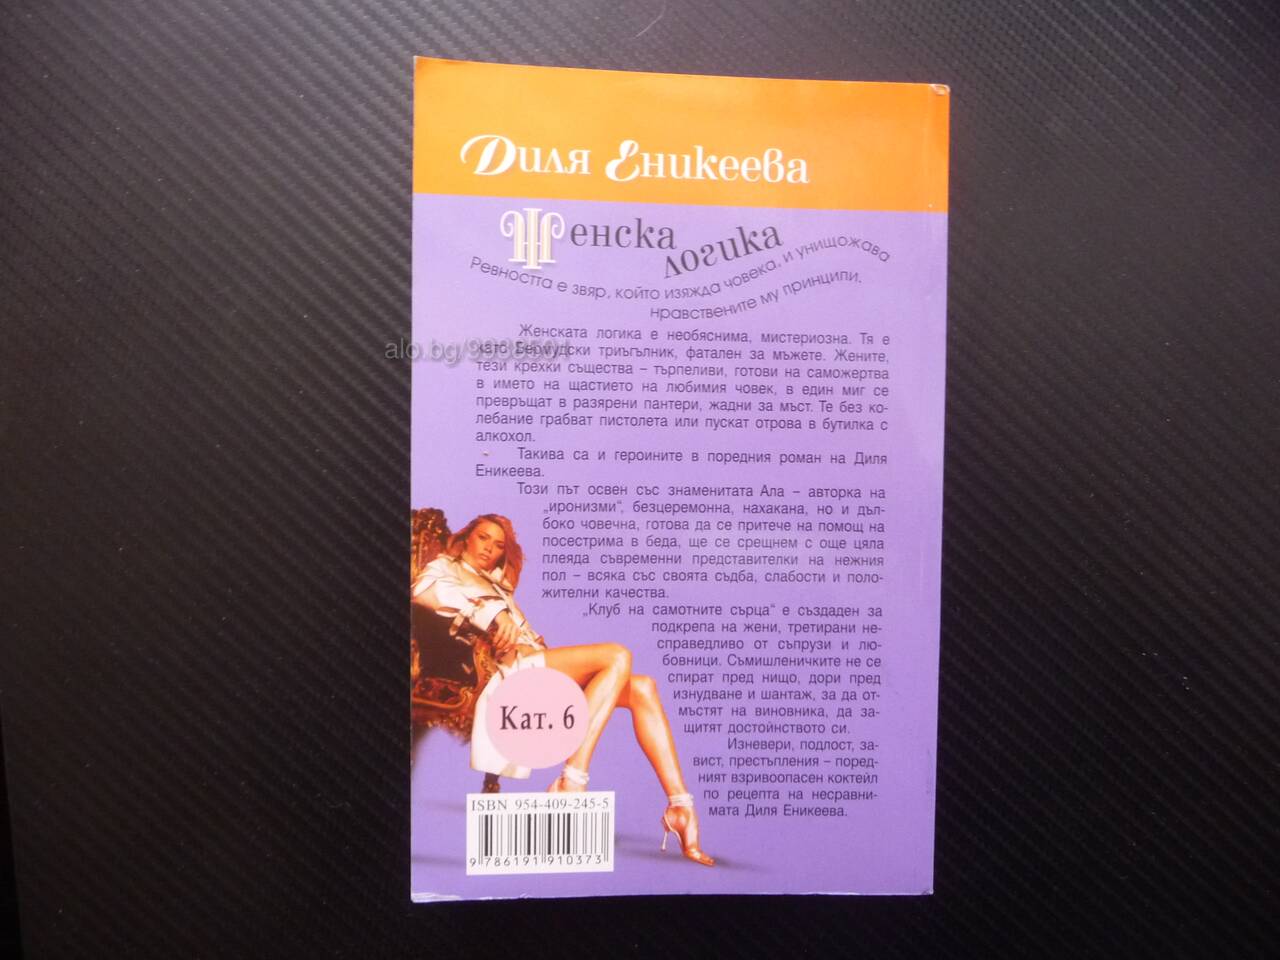 Диля Еникеева
Женска
логика
Ревността е звяр, който изяжда човека, и унищожава
нравствените му принципи.
Женската логика е необяснима, мистериозна. Тя е
като Бермудски триъгълник, фатален за мъжете. Жените,
тези крехки същества – търпеливи, готови на саможертва
в името на щастието на любимия човек, в един миг се
превръщат в разярени пантери, жадни за мъст. Те без ко-
лебание грабват пистолета или пускат отрова в бутилка с
алкохол.
Такива са и героините в поредния роман на Диля
Еникеева.
Този път освен със знаменитата Ала – авторка на
„иронизми“, безцеремонна, нахакана, но и дъл-
боко човечна, готова да се притече на помощ на
посестрима в беда, ще се срещнем с още цяла
плеяда съвременни представителки на нежния
пол – всяка със своята съдба, слабости и поло-
жителни качества.
„Клуб на самотните сърца“ е създаден за
подкрепа на жени, третирани не-
справедливо от съпрузи и лю-
бовници. Съмишленичките не се
спират пред нищо, дори пред
изнудване и шантаж, за да от-
мъстят на виновника, да за-
щитят достойнството си.
Изневери, подлост, за-
вист, престъпления – поред-
ният взривоопасен коктейл
по рецепта на несравни-
мата Диля Еникеева.
Кат. 6
ISBN 954-409-245-5
9 786191 910373